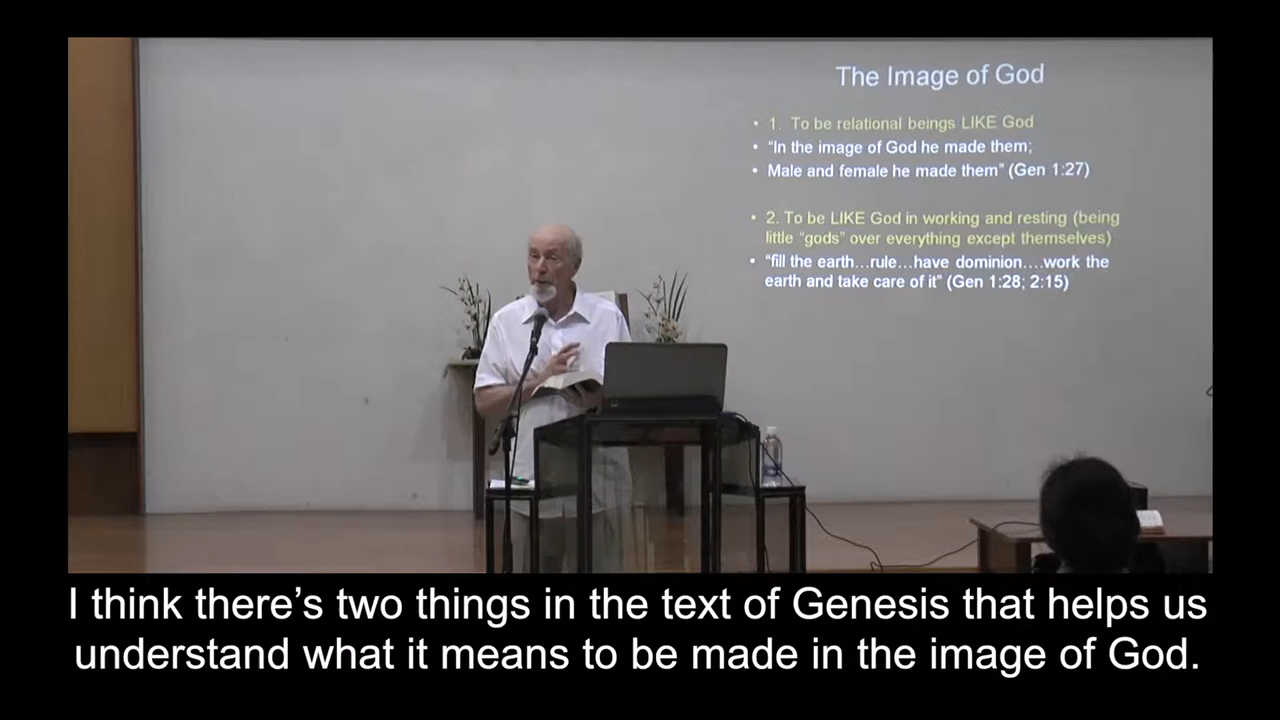 The Image of God
• 1. To be relational beings LIKE God
• “In the image of God he made them;
• Male and female he made them” (Gen 1:27)
• 2. To be LIKE God in working and resting (being
little “gods” over everything except themselves)
• “fill the earth…rule…have dominion….work the
earth and take care of it” (Gen 1:28; 2:15)
I think there’s two things in the text of Genesis that helps us
understand what it means to be made in the image of God.